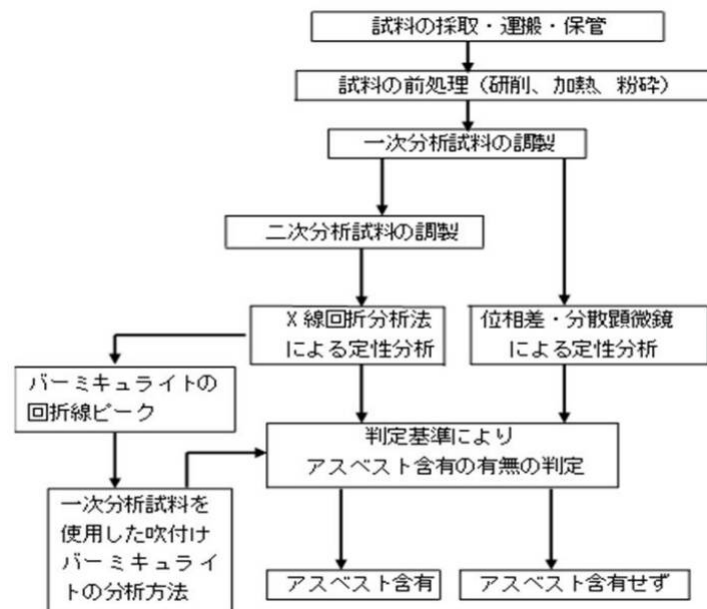 試料の採取・運搬・保管
試料の前処理（研削、加熱、粉砕）
一次分析試料の調製
二次分析試料の調製
X線回折分析法
による定性分析
位相差・分散顕微鏡
による定性分析
バーミキュライトの
回折線ピーク
判定基準により
アスベスト含有の有無の判定
一次分析試料を
使用した吹付け
バーミキュライ
トの分析方法
アスベスト含有
アスベスト含有せず